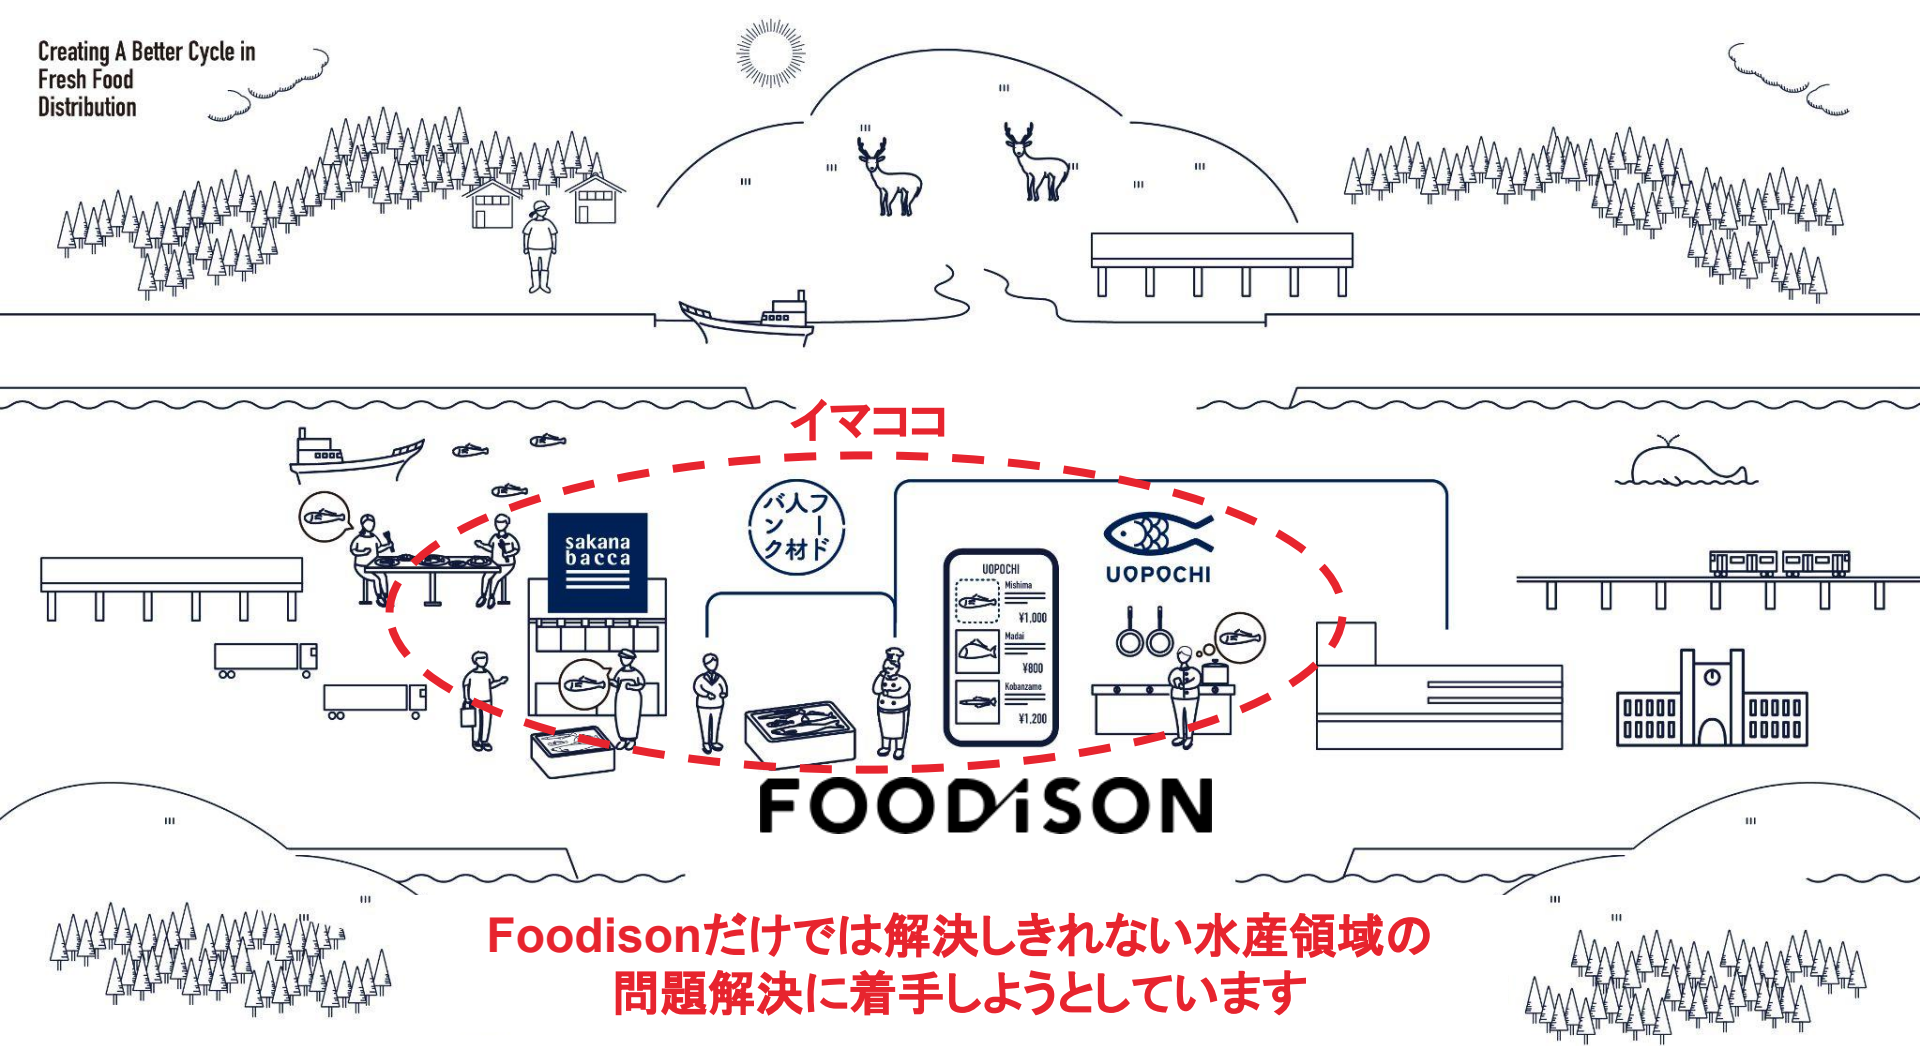 Creating A Better Cycle in
Fresh Food
Distribution
イマココ
フード
人材
バンク
sakana
bacca
UOPOCHI
UOPOCHI
Mishima
¥1,000
Madai
¥800
Kobanzame
¥1,200
FOODiSON
Foodisonだけでは解決しきれない水産領域の
問題解決に着手しようとしています